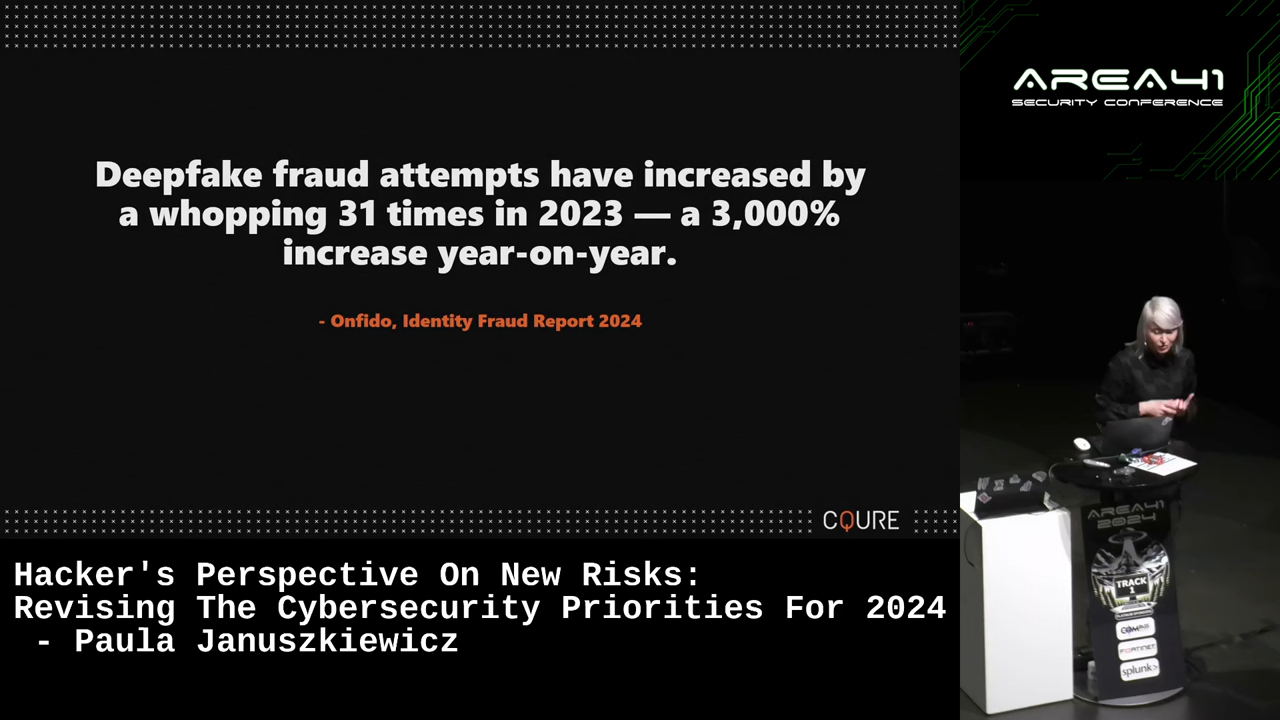 Deepfake fraud attempts have increased by
a whopping 31 times in 2023 — a 3,000%
increase year-on-year.
- Onfido, Identity Fraud Report 2024
CQURE
AREA41
SECURITY CONFERENCE
AREA41
2024
TRACK
1
FORTINET
splunk>
Hacker's Perspective On New Risks:
Revising The Cybersecurity Priorities For 2024
- Paula Januszkiewicz